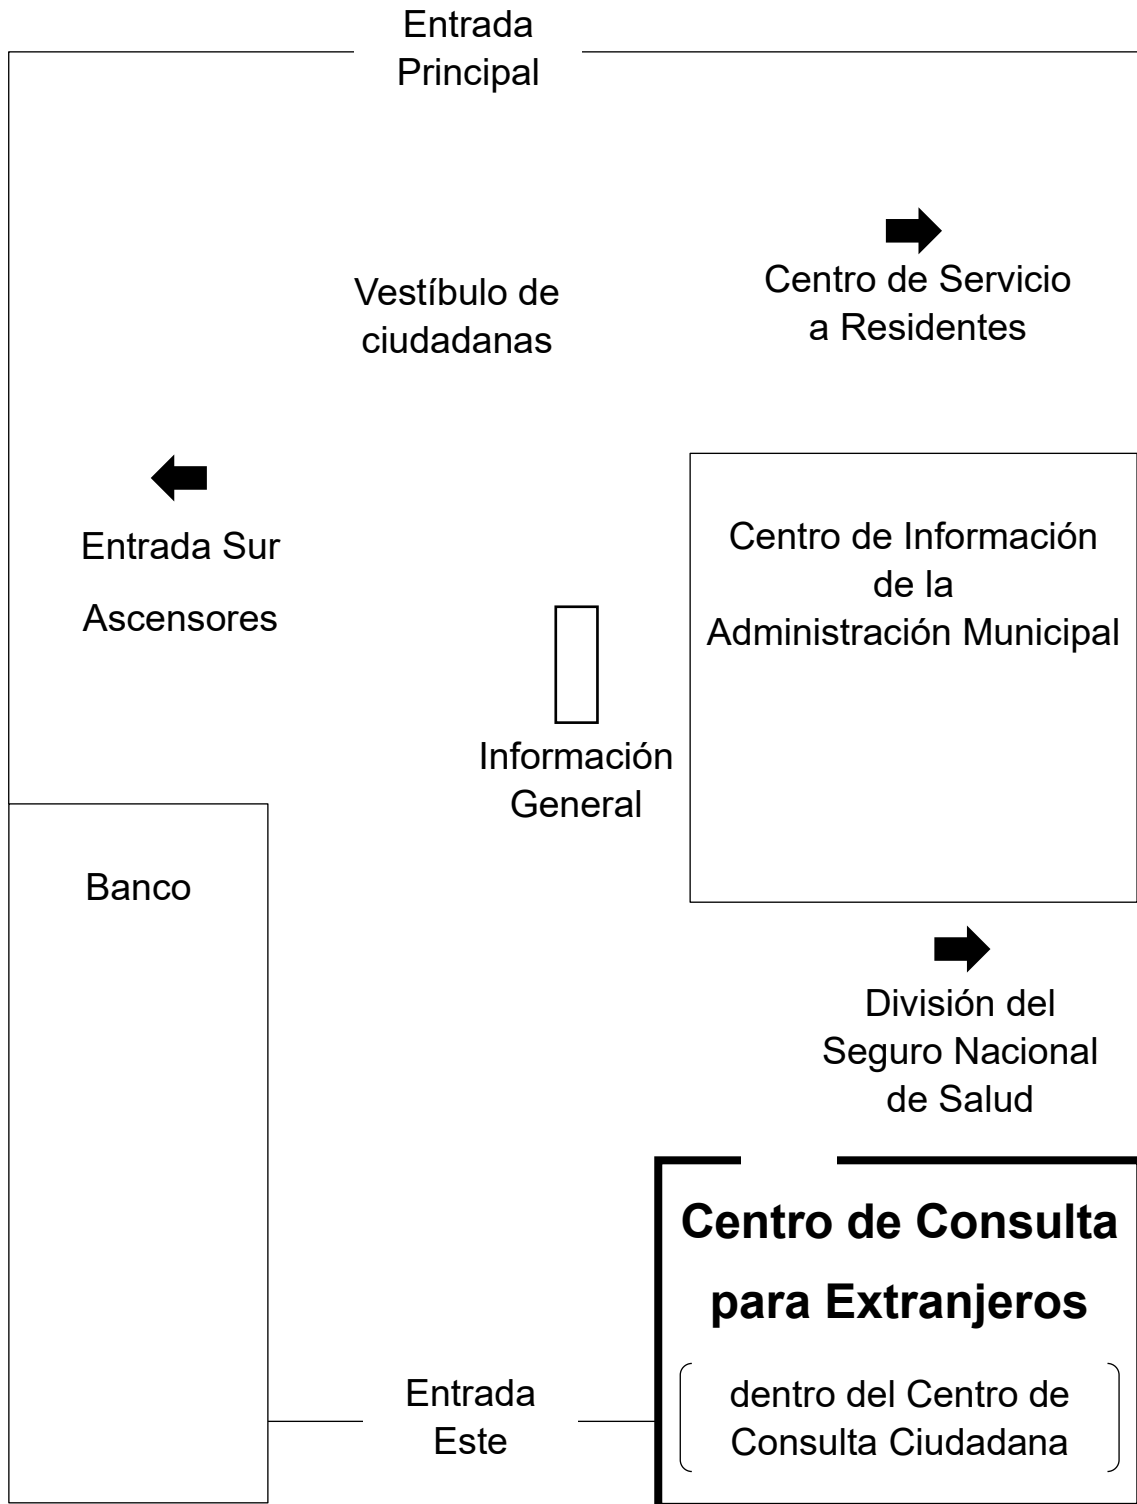 Entrada
Principal
Vestíbulo de
ciudadanas
Centro de Servicio
a Residentes
Entrada Sur
Ascensores
Centro de Información
de la
Administración Municipal
Información
General
Banco
División del
Seguro Nacional
de Salud
Centro de Consulta
para Extranjeros
dentro del Centro de
Consulta Ciudadana
Entrada
Este